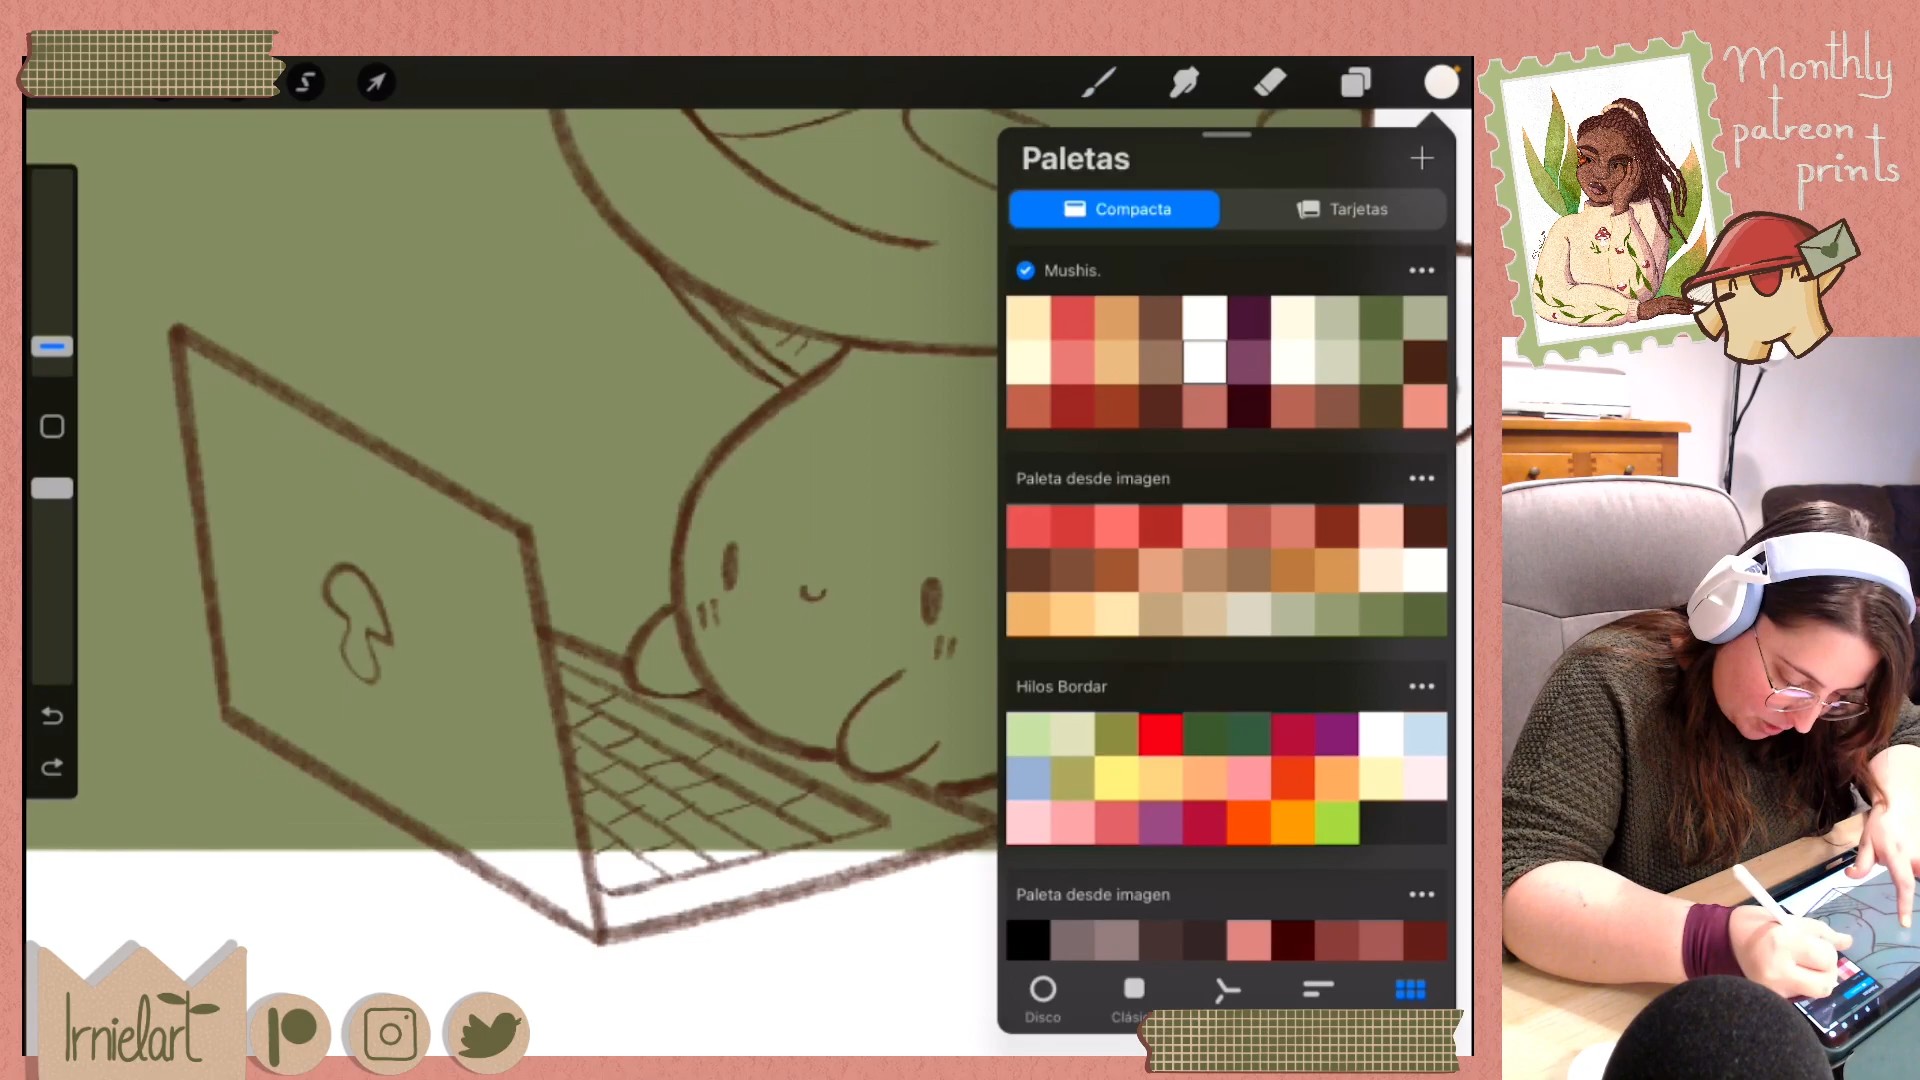 Monthly
patreon
prints
Paletas
Compacta
Tarjetas
Mushis.
Paleta desde imagen
Hilos Bordar
Paleta desde imagen
Disco
Irnielart